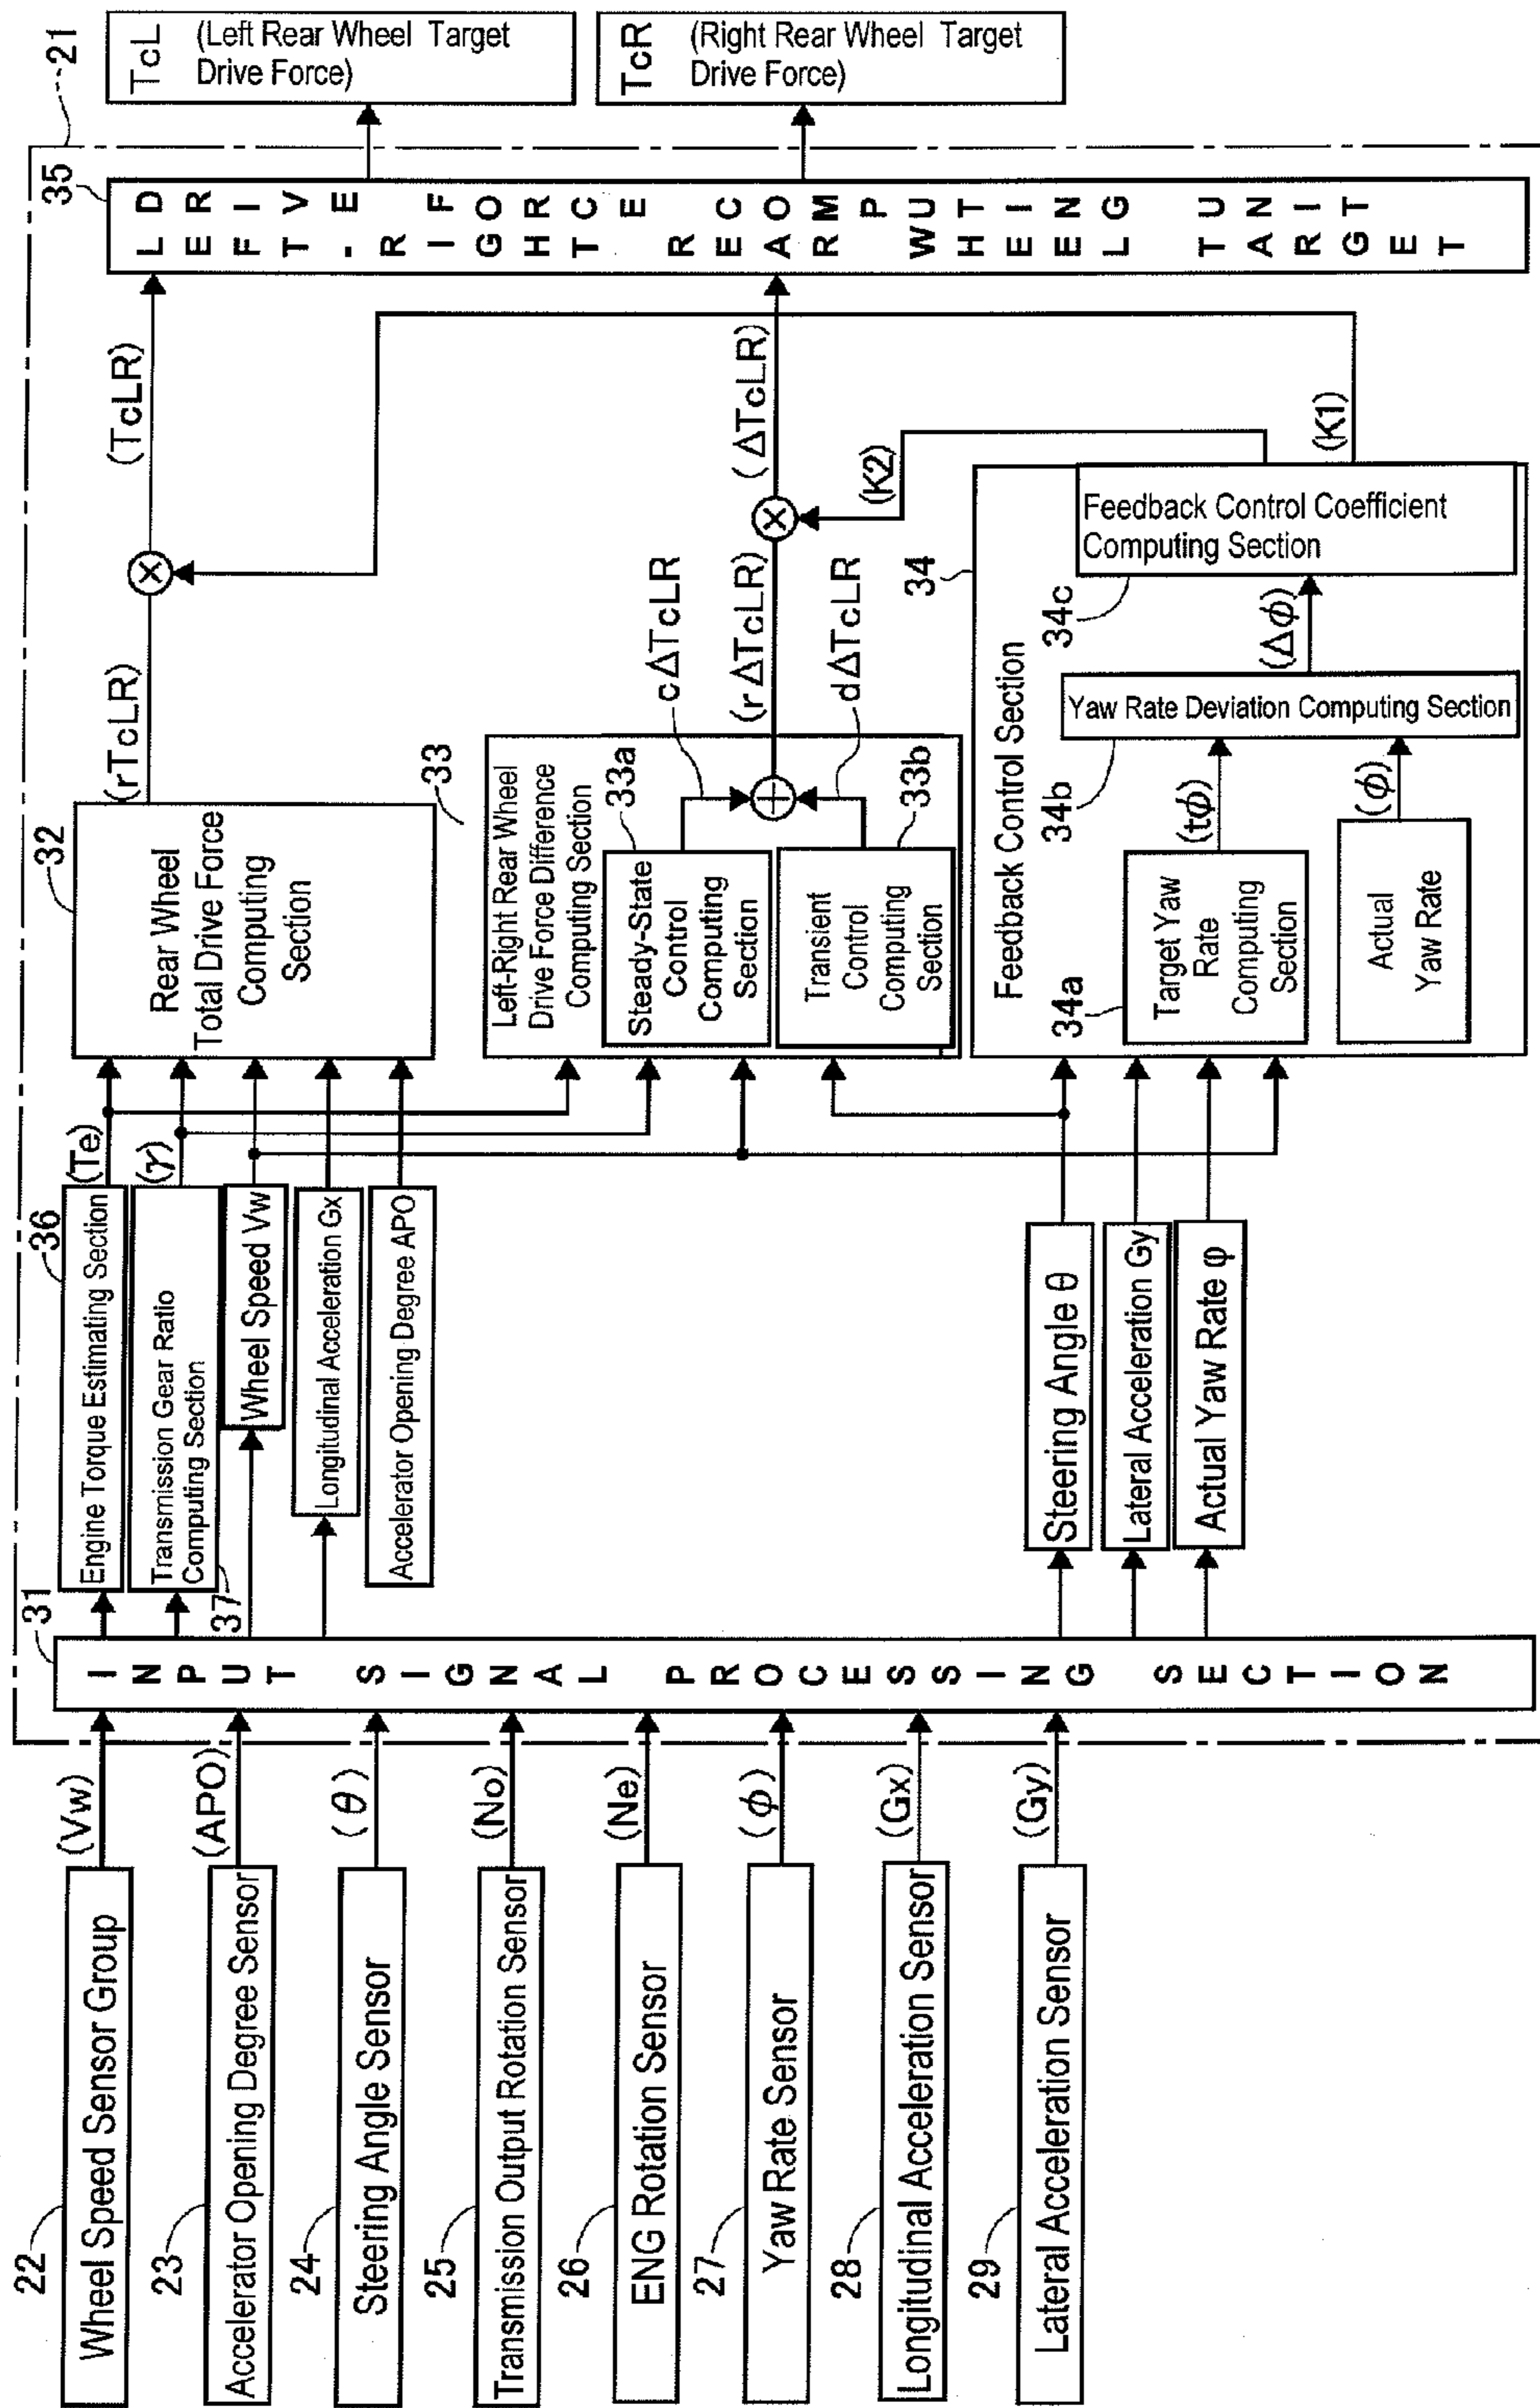 22
Wheel Speed Sensor Group
(Vw)
23
Accelerator Opening Degree Sensor
(APO)
24
Steering Angle Sensor
(θ)
25
Transmission Output Rotation Sensor
(No)
26
ENG Rotation Sensor
(Ne)
27
Yaw Rate Sensor
(ϕ)
28
Longitudinal Acceleration Sensor
(Gx)
29
Lateral Acceleration Sensor
(Gy)
31
INPUT SIGNAL PROCESSING SECTION
36
Engine Torque Estimating Section
(Te)
Transmission Gear Ratio
Computing Section
(γ)
37
Wheel Speed Vw
Longitudinal Acceleration Gx
Accelerator Opening Degree APO
Steering Angle θ
Lateral Acceleration Gy
Actual Yaw Rate φ
32
Rear Wheel
Total Drive Force
Computing
Section
(rTcLR)
(TcLR)
33
Left-Right Rear Wheel
Drive Force Difference
Computing Section
33a
Steady-State
Control
Computing
Section
Transient
Control
Computing
Section
33b
cΔTcLR
(rΔTcLR)
dΔTcLR
(ΔTcLR)
34
Feedback Control Section
34a
Target Yaw
Rate
Computing
Section
(tϕ)
Actual
Yaw Rate
(ϕ)
34b
Yaw Rate Deviation Computing Section
(Δϕ)
34c
Feedback Control Coefficient
Computing Section
(K2)
(K1)
35
LEFT-RIGHT REAR WHEEL TARGET
DRIVE FORCE COMPUTING UNIT
21
TcL
(Left Rear Wheel Target
Drive Force)
TcR
(Right Rear Wheel Target
Drive Force)